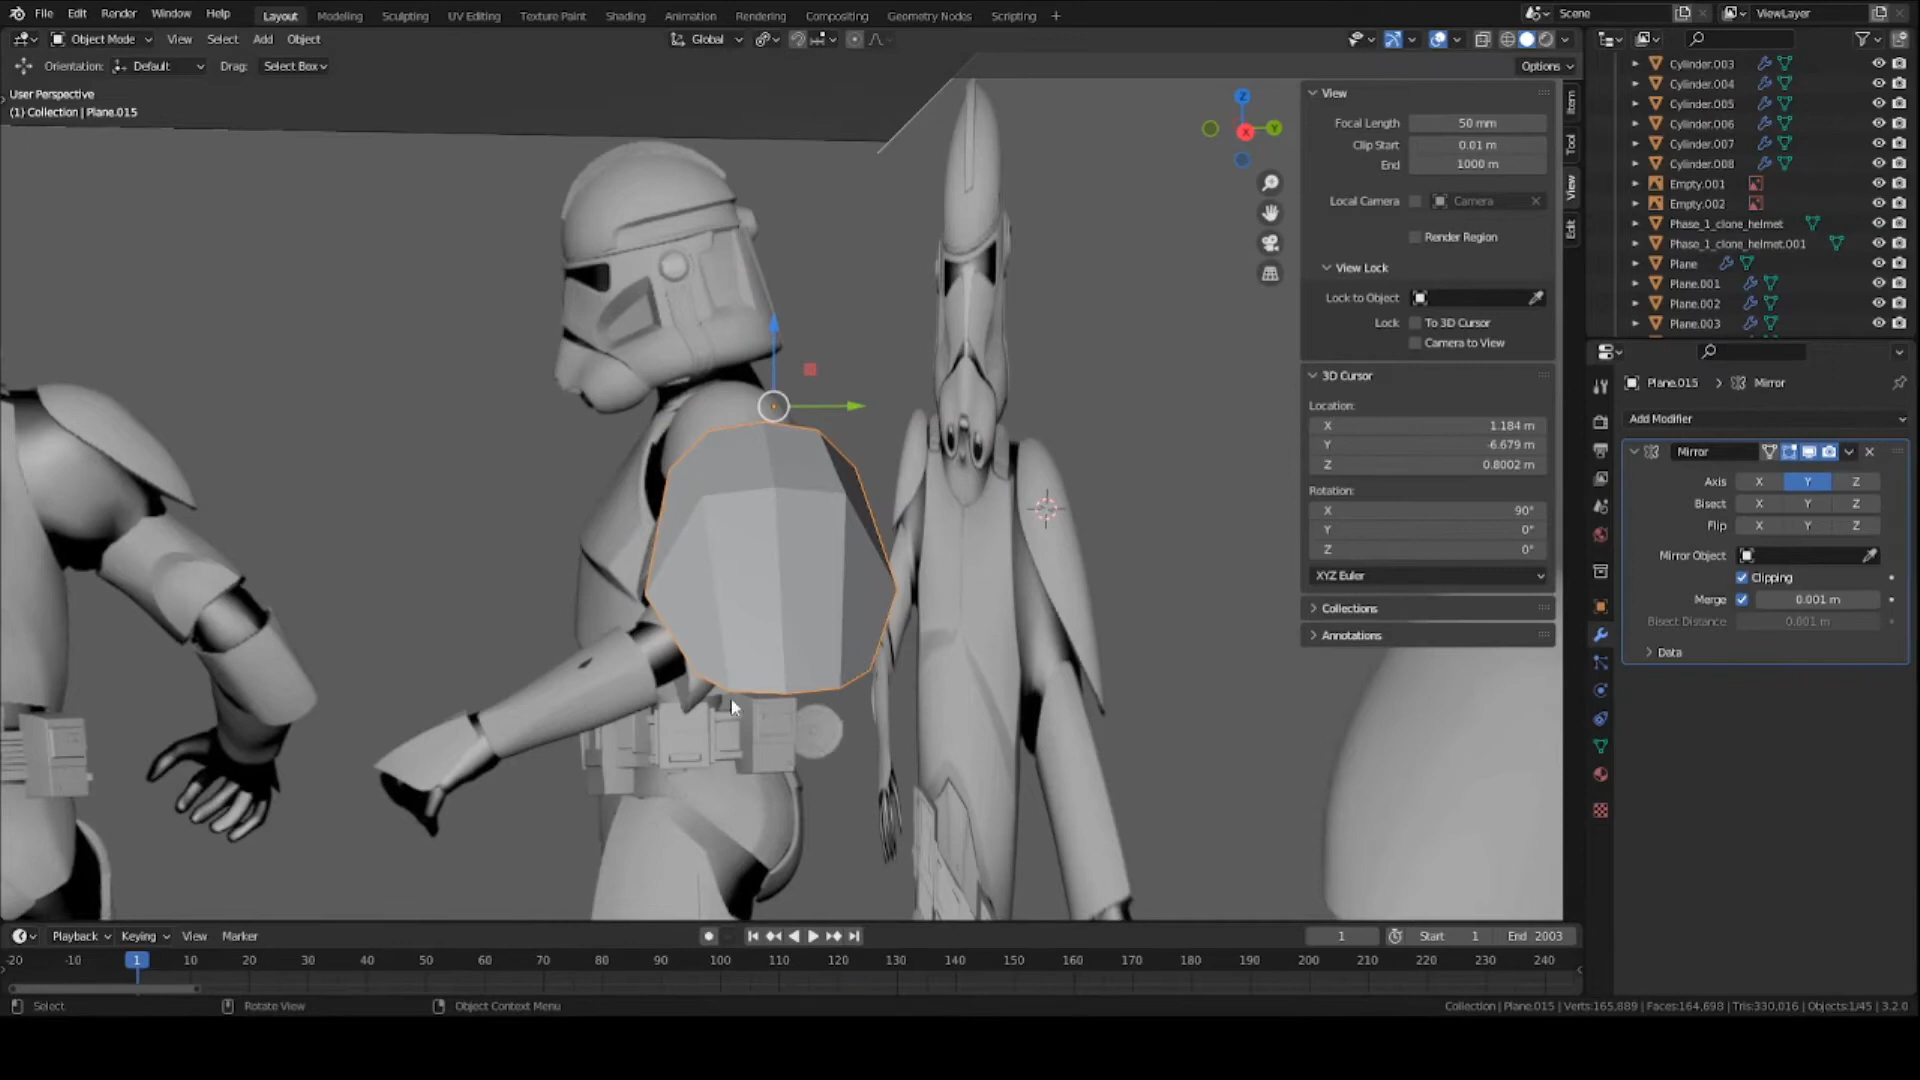 File Edit Render Window Help Layout Modeling Sculpting UV Editing Texture Paint Shading Animation Rendering Compositing Geometry Nodes Scripting + Scene ViewLayer
Object Mode View Select Add Object Global
Orientation: Default Drag: Select Box Options
User Perspective
(1) Collection | Plane.015
Z
Y
X
View
Focal Length 50 mm
Clip Start 0.01 m
End 1000 m
Local Camera Camera
Render Region
View Lock
Lock to Object
Lock To 3D Cursor
Camera to View
3D Cursor
Location:
X 1.184 m
Y -6.679 m
Z 0.8002 m
Rotation:
X 90°
Y 0°
Z 0°
XYZ Euler
Collections
Annotations
Item
Tool
View
Edit
Cylinder.003
Cylinder.004
Cylinder.005
Cylinder.006
Cylinder.007
Cylinder.008
Empty.001
Empty.002
Phase_1_clone_helmet
Phase_1_clone_helmet.001
Plane
Plane.001
Plane.002
Plane.003
Plane.015 > Mirror
Add Modifier
Mirror
Axis X Y Z
Bisect X Y Z
Flip X Y Z
Mirror Object
Clipping
Merge 0.001 m
Bisect Distance 0.001 m
Data
Playback Keying View Marker 1 Start 1 End 2003
-20 -10 1 10 20 30 40 50 60 70 80 90 100 110 120 130 140 150 160 170 180 190 200 210 220 230 240
Select Rotate View Object Context Menu Collection | Plane.015 | Verts:165,889 | Faces:164,698 | Tris:330,016 | Objects:1/45 | 3.2.0